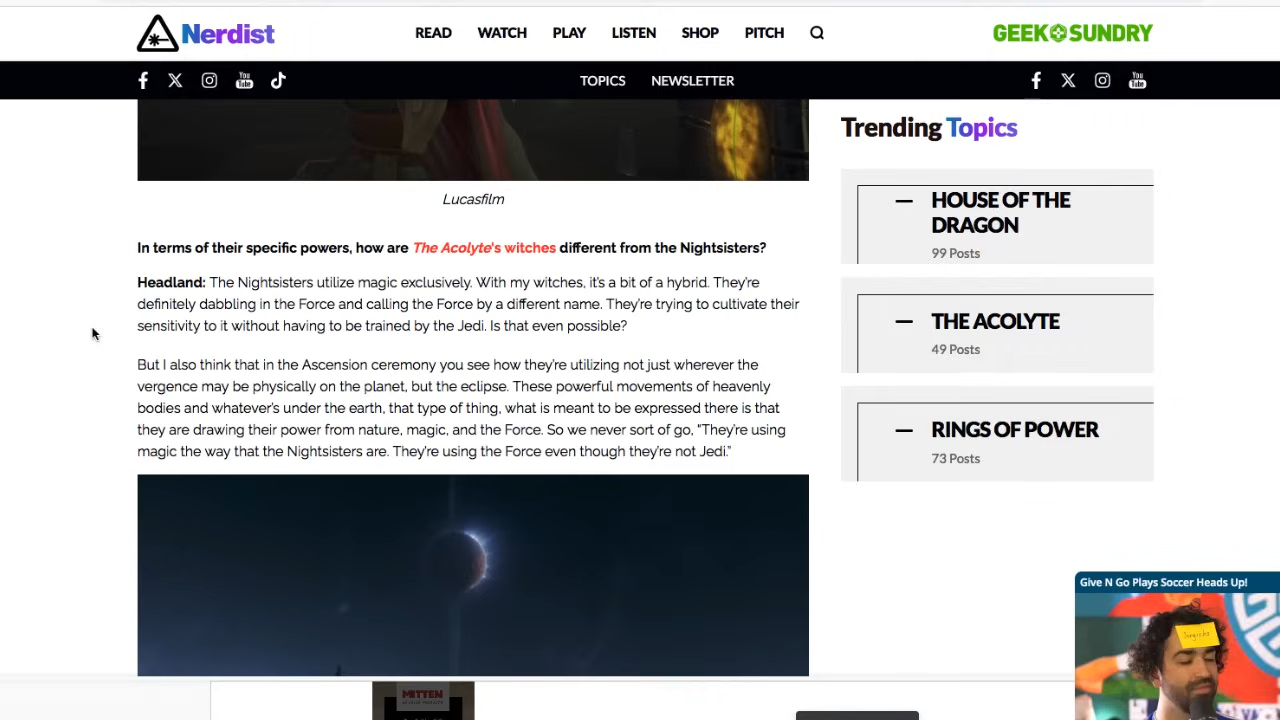 Nerdist
READ WATCH PLAY LISTEN SHOP PITCH
GEEK SUNDRY
You Tube
TOPICS NEWSLETTER
You Tube
Lucasfilm
In terms of their specific powers, how are The Acolyte's witches different from the Nightsisters?
Headland: The Nightsisters utilize magic exclusively. With my witches, it's a bit of a hybrid. They're
definitely dabbling in the Force and calling the Force by a different name. They're trying to cultivate their
sensitivity to it without having to be trained by the Jedi. Is that even possible?
But I also think that in the Ascension ceremony you see how they're utilizing not just wherever the
vergence may be physically on the planet, but the eclipse. These powerful movements of heavenly
bodies and whatever's under the earth, that type of thing, what is meant to be expressed there is that
they are drawing their power from nature, magic, and the Force. So we never sort of go, "They're using
magic the way that the Nightsisters are. They're using the Force even though they're not Jedi."
Trending Topics
HOUSE OF THE
DRAGON
99 Posts
THE ACOLYTE
49 Posts
RINGS OF POWER
73 Posts
Give N Go Plays Soccer Heads Up!
Jorginho
MITTEN